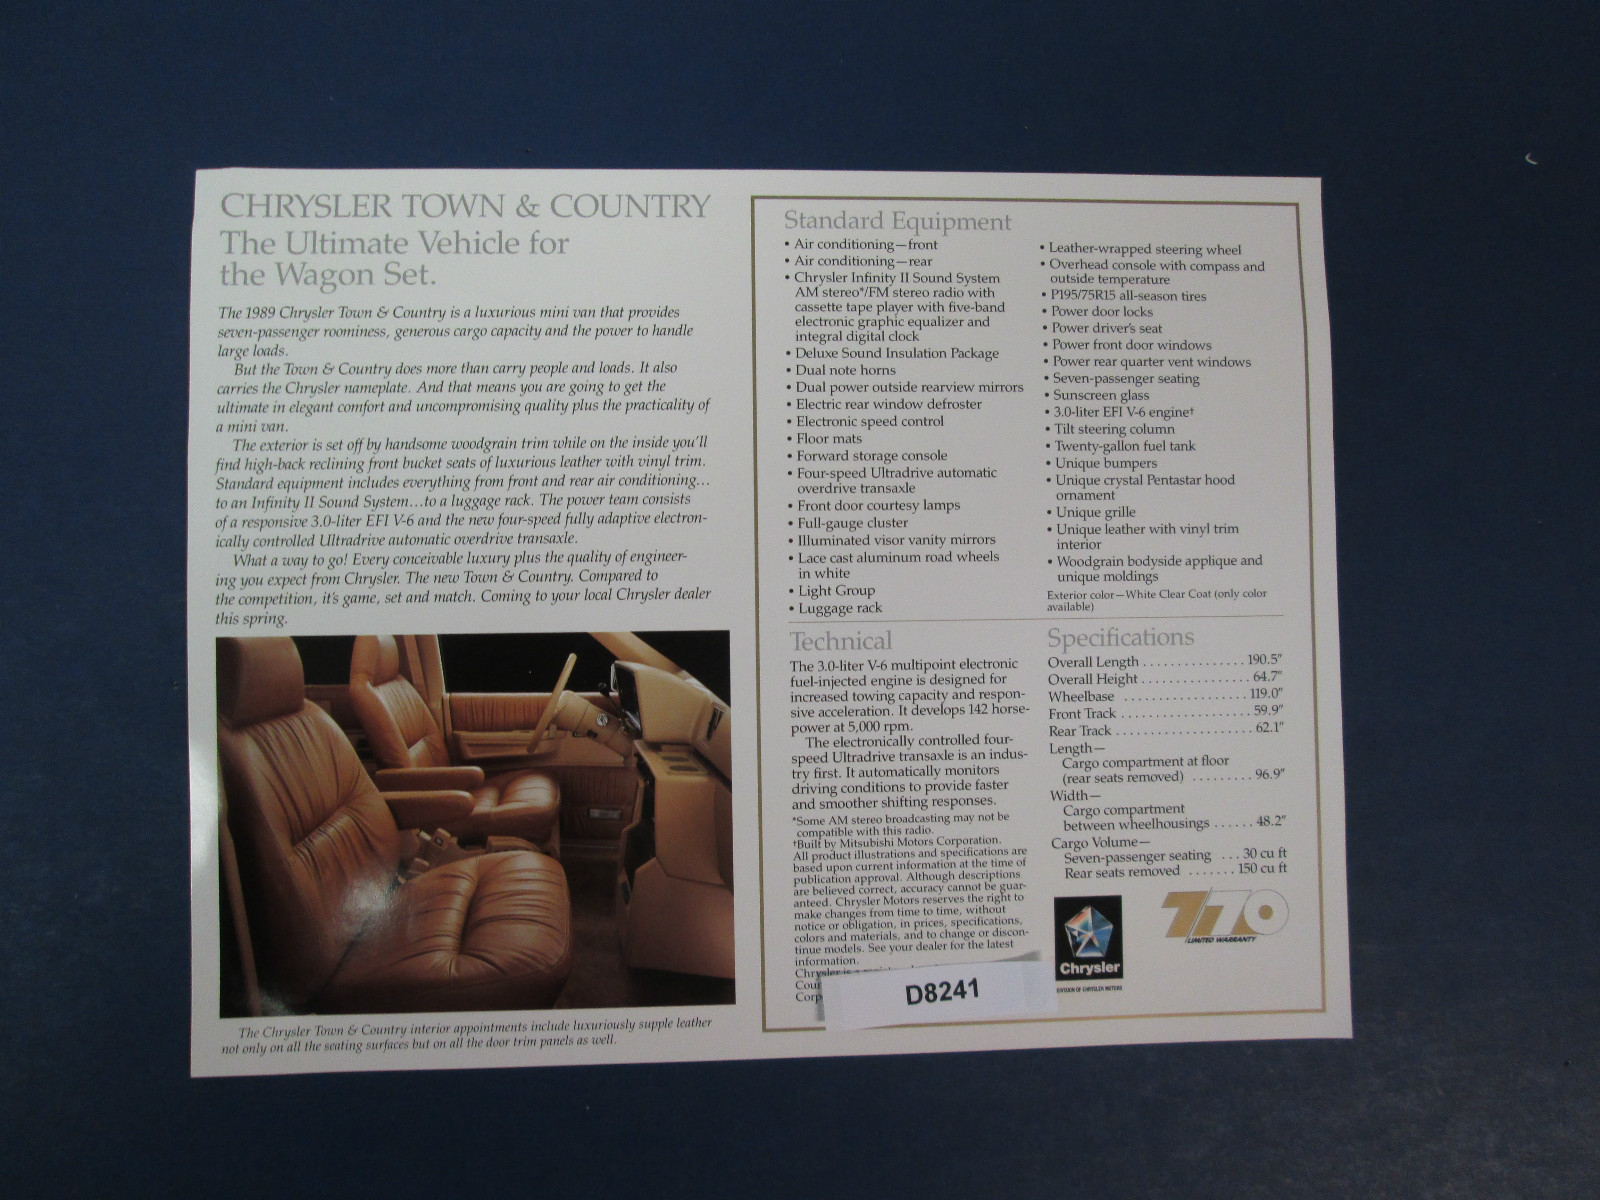 CHRYSLER TOWN & COUNTRY
The Ultimate Vehicle for
the Wagon Set.
The 1989 Chrysler Town & Country is a luxurious mini van that provides
seven-passenger roominess, generous cargo capacity and the power to handle
large loads.
But the Town & Country does more than carry people and loads. It also
carries the Chrysler nameplate. And that means you are going to get the
ultimate in elegant comfort and uncompromising quality plus the practicality of
a mini van.
The exterior is set off by handsome woodgrain trim while on the inside you'll
find high-back reclining front bucket seats of luxurious leather with vinyl trim.
Standard equipment includes everything from front and rear air conditioning...
to an Infinity II Sound System...to a luggage rack. The power team consists
of a responsive 3.0-liter EFI V-6 and the new four-speed fully adaptive electron-
ically controlled Ultradrive automatic overdrive transaxle.
What a way to go! Every conceivable luxury plus the quality of engineer-
ing you expect from Chrysler. The new Town & Country. Compared to
the competition, it's game, set and match. Coming to your local Chrysler dealer
this spring.
The Chrysler Town & Country interior appointments include luxuriously supple leather
not only on all the seating surfaces but on all the door trim panels as well.
Standard Equipment
• Air conditioning—front
• Air conditioning—rear
• Chrysler Infinity II Sound System
AM stereo*/FM stereo radio with
cassette tape player with five-band
electronic graphic equalizer and
integral digital clock
• Deluxe Sound Insulation Package
• Dual note horns
• Dual power outside rearview mirrors
• Electric rear window defroster
• Electronic speed control
• Floor mats
• Forward storage console
• Four-speed Ultradrive automatic
overdrive transaxle
• Front door courtesy lamps
• Full-gauge cluster
• Illuminated visor vanity mirrors
• Lace cast aluminum road wheels
in white
• Light Group
• Luggage rack
• Leather-wrapped steering wheel
• Overhead console with compass and
outside temperature
• P195/75R15 all-season tires
• Power door locks
• Power driver's seat
• Power front door windows
• Power rear quarter vent windows
• Seven-passenger seating
• Sunscreen glass
• 3.0-liter EFI V-6 engine†
• Tilt steering column
• Twenty-gallon fuel tank
• Unique bumpers
• Unique crystal Pentastar hood
ornament
• Unique grille
• Unique leather with vinyl trim
interior
• Woodgrain bodyside applique and
unique moldings
Exterior color—White Clear Coat (only color
available)
Technical
The 3.0-liter V-6 multipoint electronic
fuel-injected engine is designed for
increased towing capacity and respon-
sive acceleration. It develops 142 horse-
power at 5,000 rpm.
The electronically controlled four-
speed Ultradrive transaxle is an indus-
try first. It automatically monitors
driving conditions to provide faster
and smoother shifting responses.
*Some AM stereo broadcasting may not be
compatible with this radio.
†Built by Mitsubishi Motors Corporation.
All product illustrations and specifications are
based upon current information at the time of
publication approval. Although descriptions
are believed correct, accuracy cannot be guar-
anteed. Chrysler Motors reserves the right to
make changes from time to time, without
notice or obligation, in prices, specifications,
colors and materials, and to change or discon-
tinue models. See your dealer for the latest
information.
Chrysler is a
D8241
Specifications
Overall Length . . . . . . . . . . . . . . . 190.5"
Overall Height . . . . . . . . . . . . . . . . 64.7"
Wheelbase . . . . . . . . . . . . . . . . . . 119.0"
Front Track . . . . . . . . . . . . . . . . . . . 59.9"
Rear Track . . . . . . . . . . . . . . . . . . . . 62.1"
Length—
Cargo compartment at floor
(rear seats removed) . . . . . . . . . 96.9"
Width—
Cargo compartment
between wheelhousings . . . . . . 48.2"
Cargo Volume—
Seven-passenger seating . . . 30 cu ft
Rear seats removed . . . . . . . 150 cu ft
Chrysler
DIVISION OF CHRYSLER MOTORS
7/70
LIMITED WARRANTY